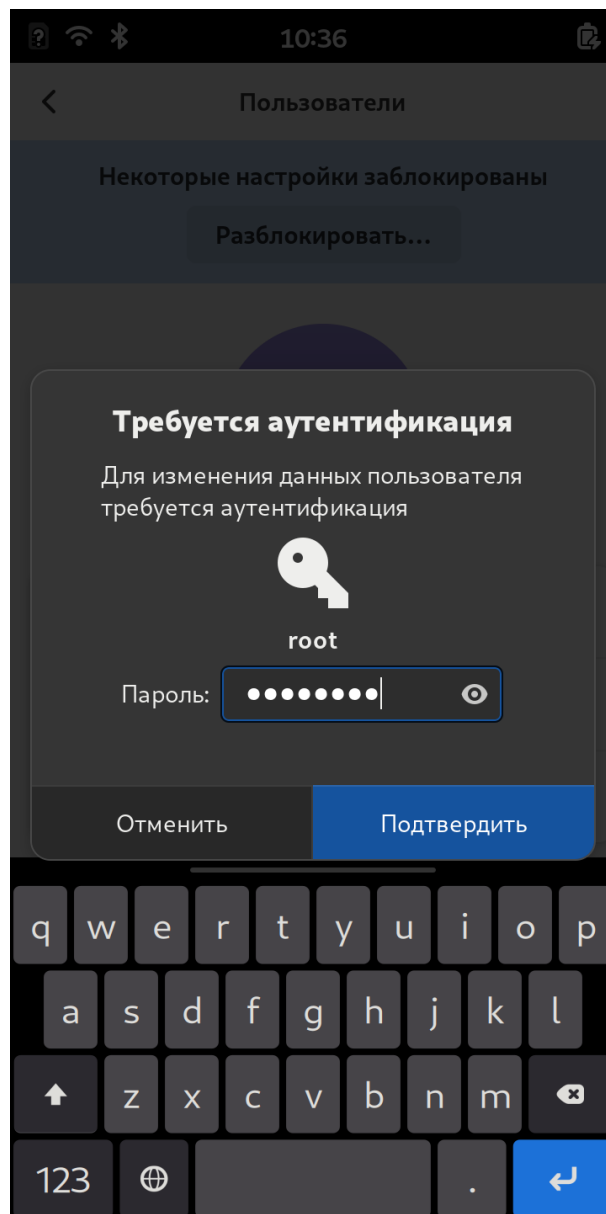 10:36
Пользователи
Некоторые настройки заблокированы
Разблокировать...
Требуется аутентификация
Для изменения данных пользователя
требуется аутентификация
root
Пароль:
Отменить
Подтвердить
q w e r t y u i o p
a s d f g h j k l
z x c v b n m
123 .